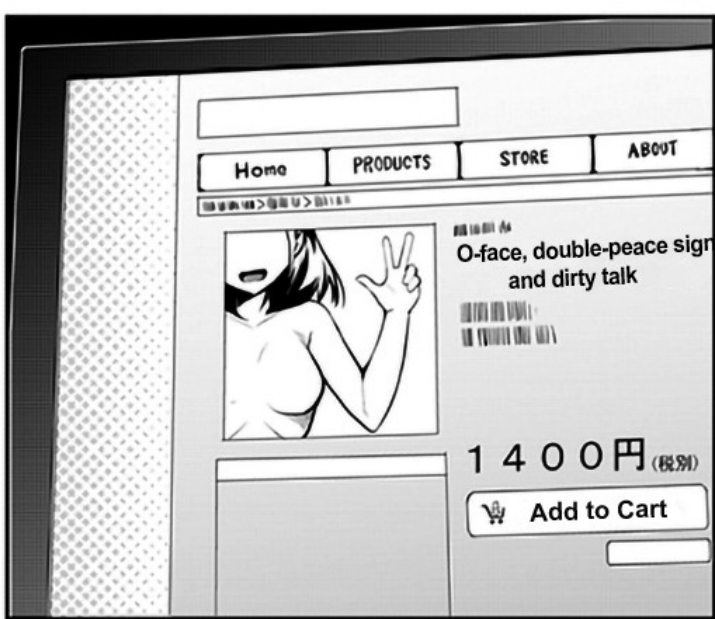 Home
PRODUCTS
STORE
ABOUT
O-face, double-peace sign
and dirty talk
1400円(税別)
Add to Cart